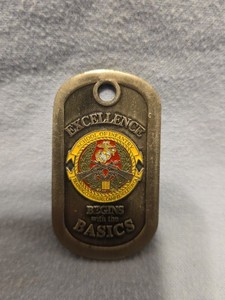 EXCELLENCE
SCHOOL OF INFANTRY
BEGINS
with the
BASICS